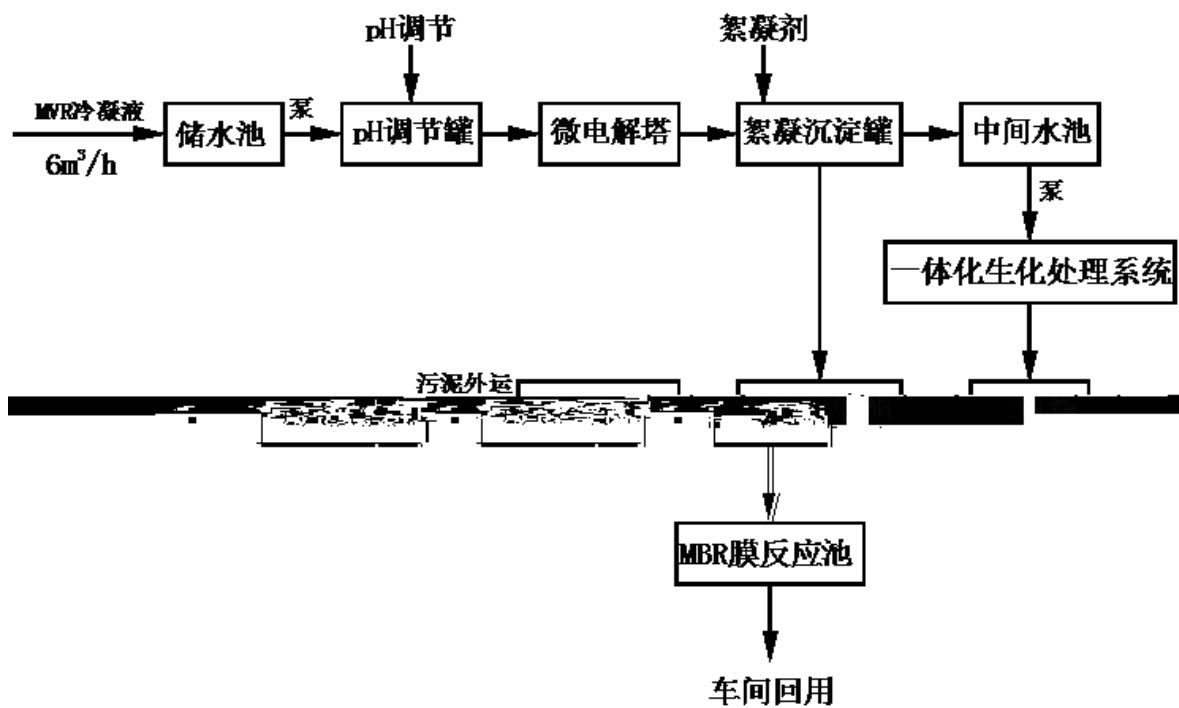 pH调节
絮凝剂
MVR冷凝液
6m³/h
储水池
泵
pH调节罐
微电解塔
絮凝沉淀罐
中间水池
泵
一体化生化处理系统
污泥外运
MBR膜反应池
车间回用